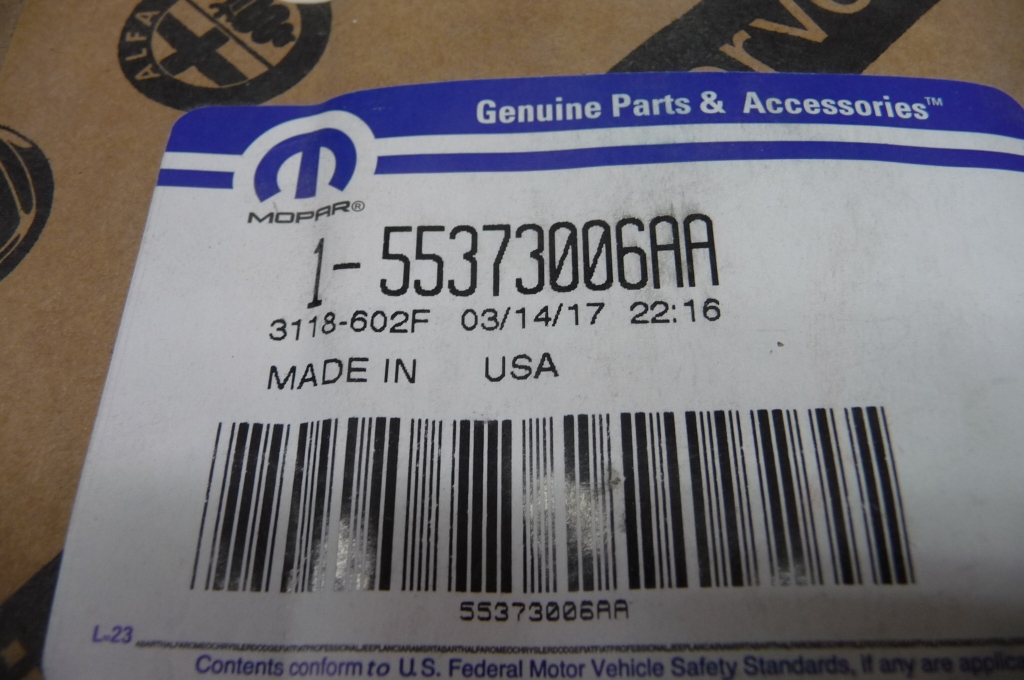 ALFA
rvo
Genuine Parts & Accessories™
MOPAR®
1- 55373006AA
3118-602F 03/14/17 22:16
MADE IN USA
55373006AA
L-23
Contents conform to U.S. Federal Motor Vehicle Safety Standards, if any are applica